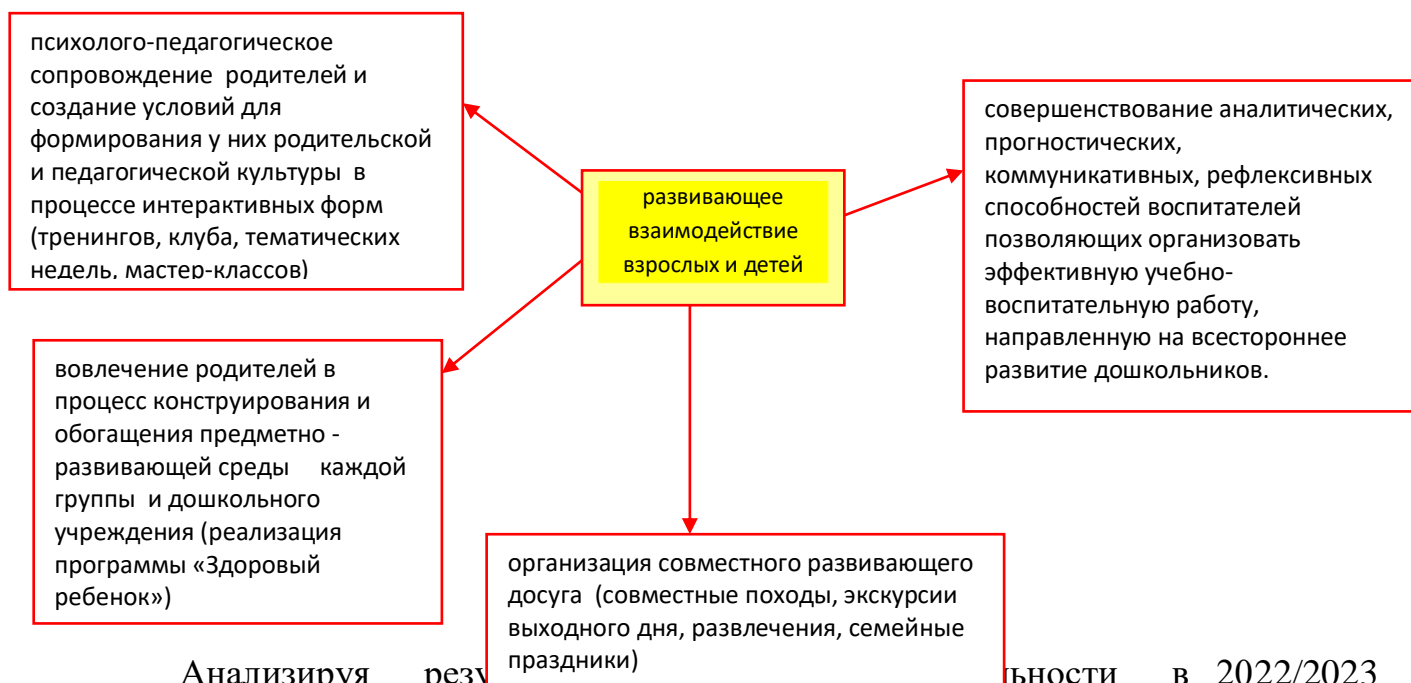 психолого-педагогическое
сопровождение родителей и
создание условий для
формирования у них родительской
и педагогической культуры в
процессе интерактивных форм
(тренингов, клуба, тематических
недель, мастер-классов)
развивающее
взаимодействие
взрослых и детей
совершенствование аналитических,
прогностических,
коммуникативных, рефлексивных
способностей воспитателей
позволяющих организовать
эффективную учебно-
воспитательную работу,
направленную на всестороннее
развитие дошкольников.
вовлечение родителей в
процесс конструирования и
обогащения предметно -
развивающей среды каждой
группы и дошкольного
учреждения (реализация
программы «Здоровый
ребенок»)
организация совместного развивающего
досуга (совместные походы, экскурсии
выходного дня, развлечения, семейные
праздники)
Анализируя в 2022/2023